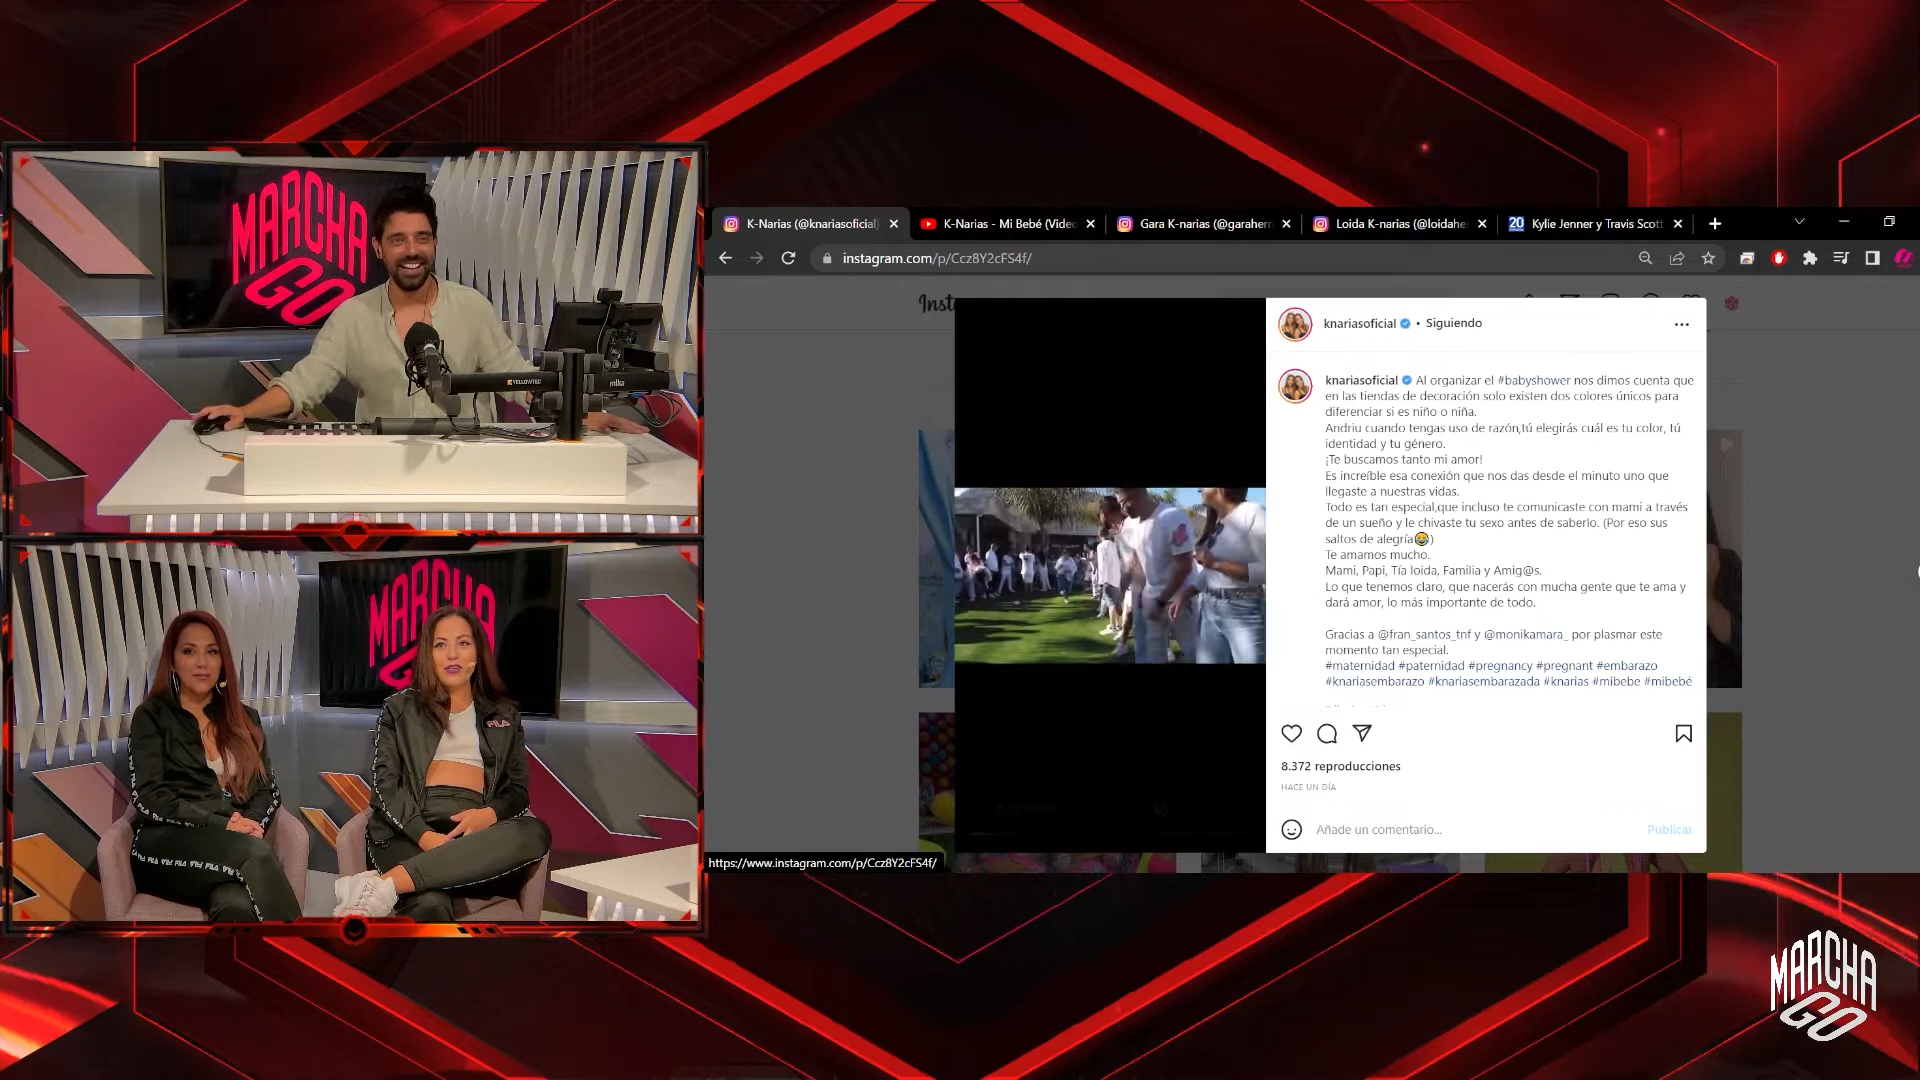 MARCHA
GO
YELLOWTEC
mika
MARCHA
GO
FILA
K-Narias (@knariasoficial)
K-Narias - Mi Bebé (Video
Gara K-narias (@garaher
Loida K-narias (@loidahe
20
Kylie Jenner y Travis Scott
instagram.com/p/Ccz8Y2cFS4f/
Inst
knariasoficial • Siguiendo
knariasoficial Al organizar el #babyshower nos dimos cuenta que
en las tiendas de decoración solo existen dos colores únicos para
diferenciar si es niño o niña.
Andriu cuando tengas uso de razón,tú elegirás cuál es tu color, tú
identidad y tu género.
¡Te buscamos tanto mi amor!
Es increíble esa conexión que nos das desde el minuto uno que
llegaste a nuestras vidas.
Todo es tan especial,que incluso te comunicaste con mami a través
de un sueño y le chivaste tu sexo antes de saberlo. (Por eso sus
saltos de alegría😂)
Te amamos mucho.
Mami, Papi, Tía loida, Familia y Amig@s.
Lo que tenemos claro, que nacerás con mucha gente que te ama y
dará amor, lo más importante de todo.
Gracias a @fran_santos_tnf y @monikamara_ por plasmar este
momento tan especial.
#maternidad #paternidad #pregnancy #pregnant #embarazo
#knariasembarazo #knariasembarazada #knarias #mibebe #mibebé
8.372 reproducciones
HACE UN DÍA
Añade un comentario...
Publicar
https://www.instagram.com/p/Ccz8Y2cFS4f/
MARCHA
GO